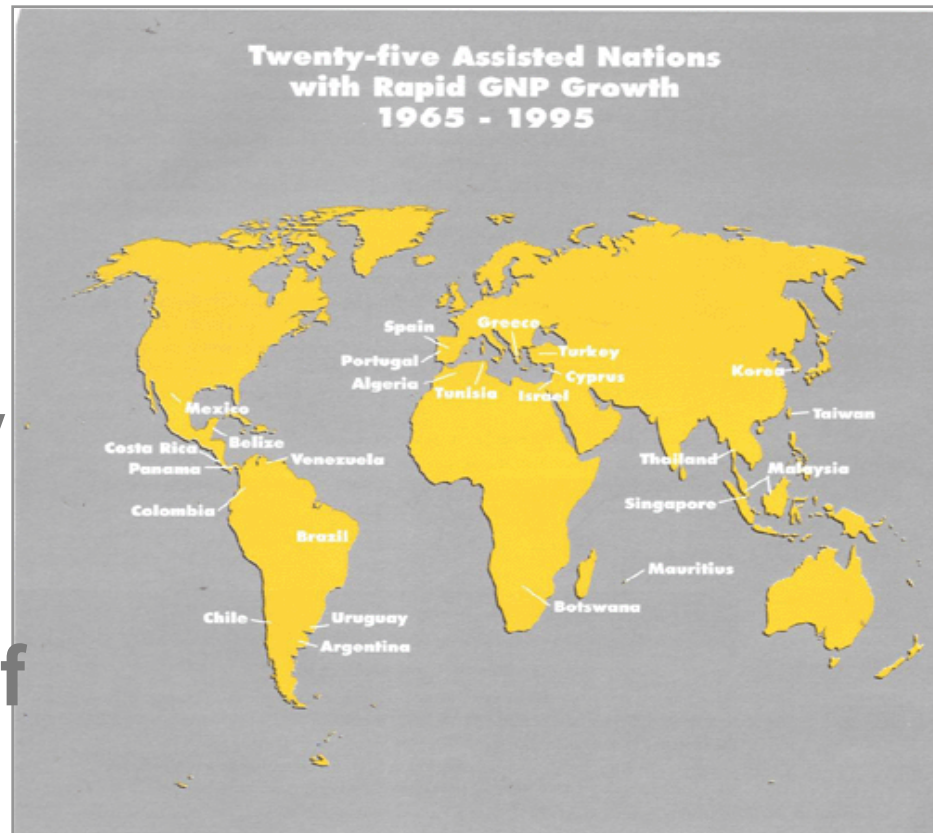 Twenty-five Assisted Nations
with Rapid GNP Growth
1965 - 1995
Spain
Greece
Portugal
Turkey
Algeria
Tunisia
Israel
Cyprus
Korea
Mexico
Taiwan
Belize
Costa Rica
Panama
Venezuela
Thailand
Malaysia
Singapore
Colombia
Brazil
Mauritius
Botswana
Chile
Uruguay
Argentina
f